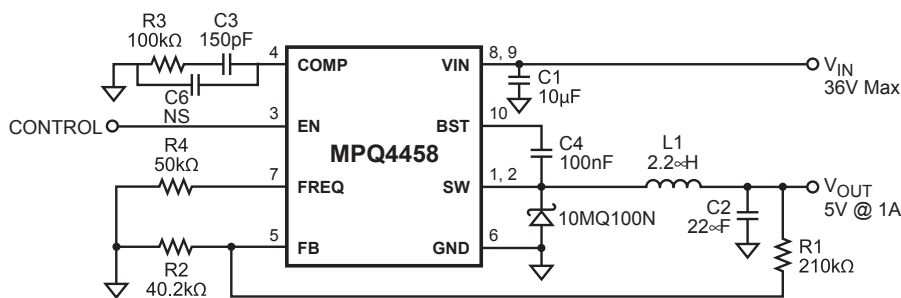 R3
100kΩ
C3
150pF
4
COMP
C6
NS
3
CONTROL
EN
R4
50kΩ
7
FREQ
5
FB
R2
40.2kΩ
MPQ4458
VIN
8, 9
VIN
36V Max
C1
10µF
10
BST
C4
100nF
L1
2.2∝H
SW
1, 2
10MQ100N
VOUT
5V @ 1A
C2
22∝F
6
GND
R1
210kΩ